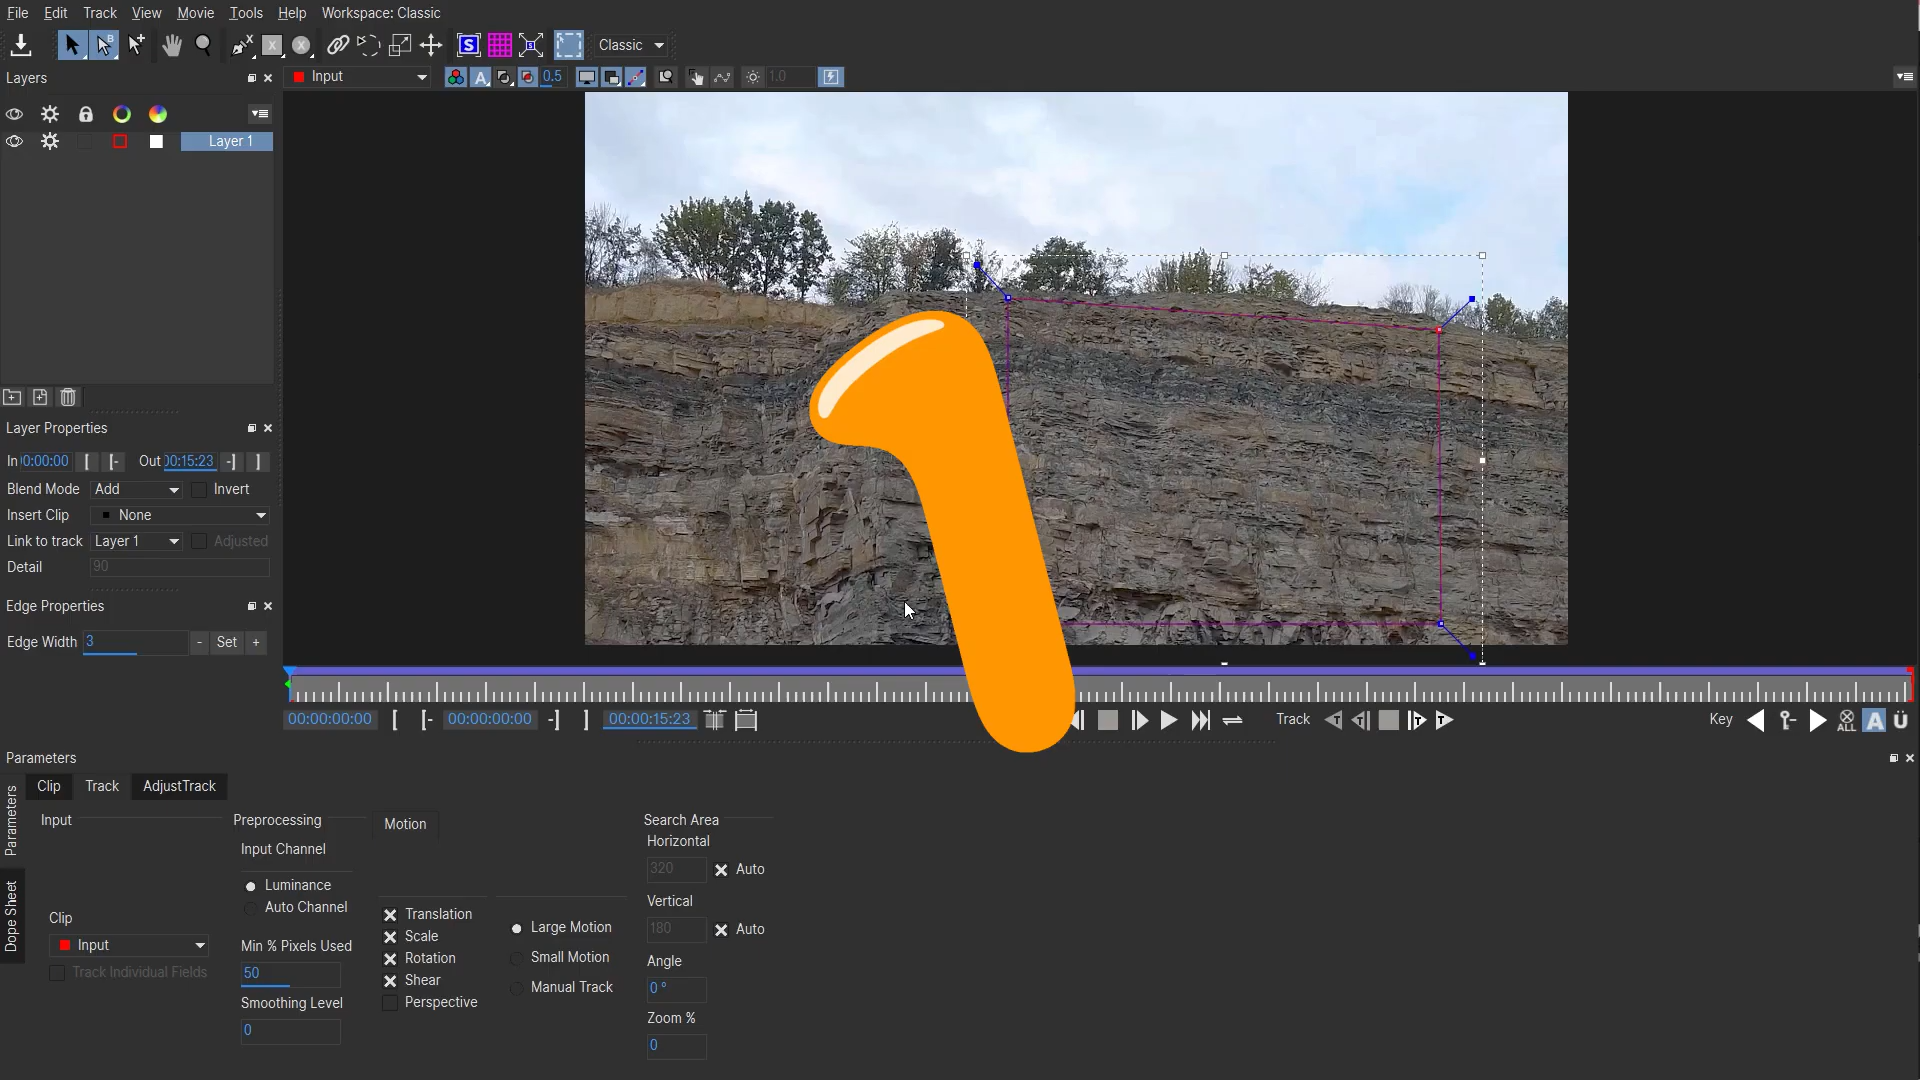 File Edit Track View Movie Tools Help Workspace: Classic
Classic
Layers
Input
0.5
1.0
Layer 1
Layer Properties
In 0:00:00
Out 00:15:23
Blend Mode Add Invert
Insert Clip None
Link to track Layer 1 Adjusted
Detail 90
Edge Properties
Edge Width 3 - Set +
00:00:00:00 00:00:00:00 00:00:15:23
Track
Key
ALL
Parameters
Clip Track AdjustTrack
Parameters
Dope Sheet
Input
Clip
Input
Track Individual Fields
Preprocessing
Input Channel
Luminance
Auto Channel
Min % Pixels Used
50
Smoothing Level
0
Motion
Translation
Scale
Rotation
Shear
Perspective
Large Motion
Small Motion
Manual Track
Search Area
Horizontal
320 Auto
Vertical
180 Auto
Angle
0 °
Zoom %
0